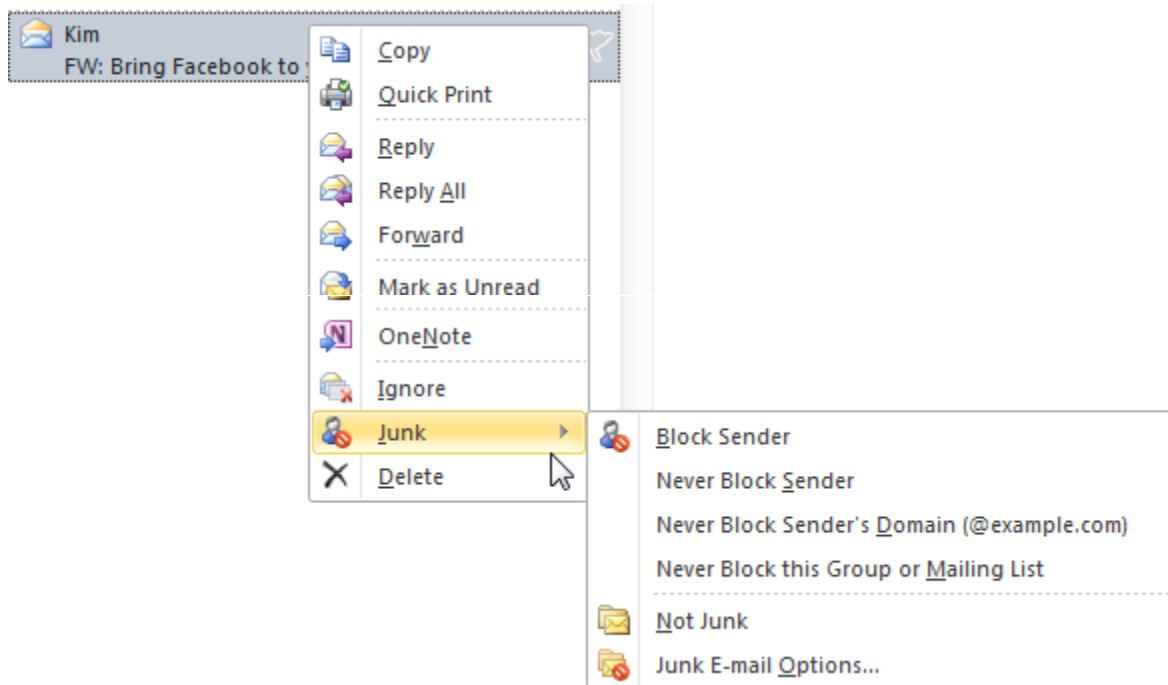 Kim
FW: Bring Facebook to
Copy
Quick Print
Reply
Reply All
Forward
Mark as Unread
OneNote
Ignore
Junk
Delete
Block Sender
Never Block Sender
Never Block Sender's Domain (@example.com)
Never Block this Group or Mailing List
Not Junk
Junk E-mail Options...